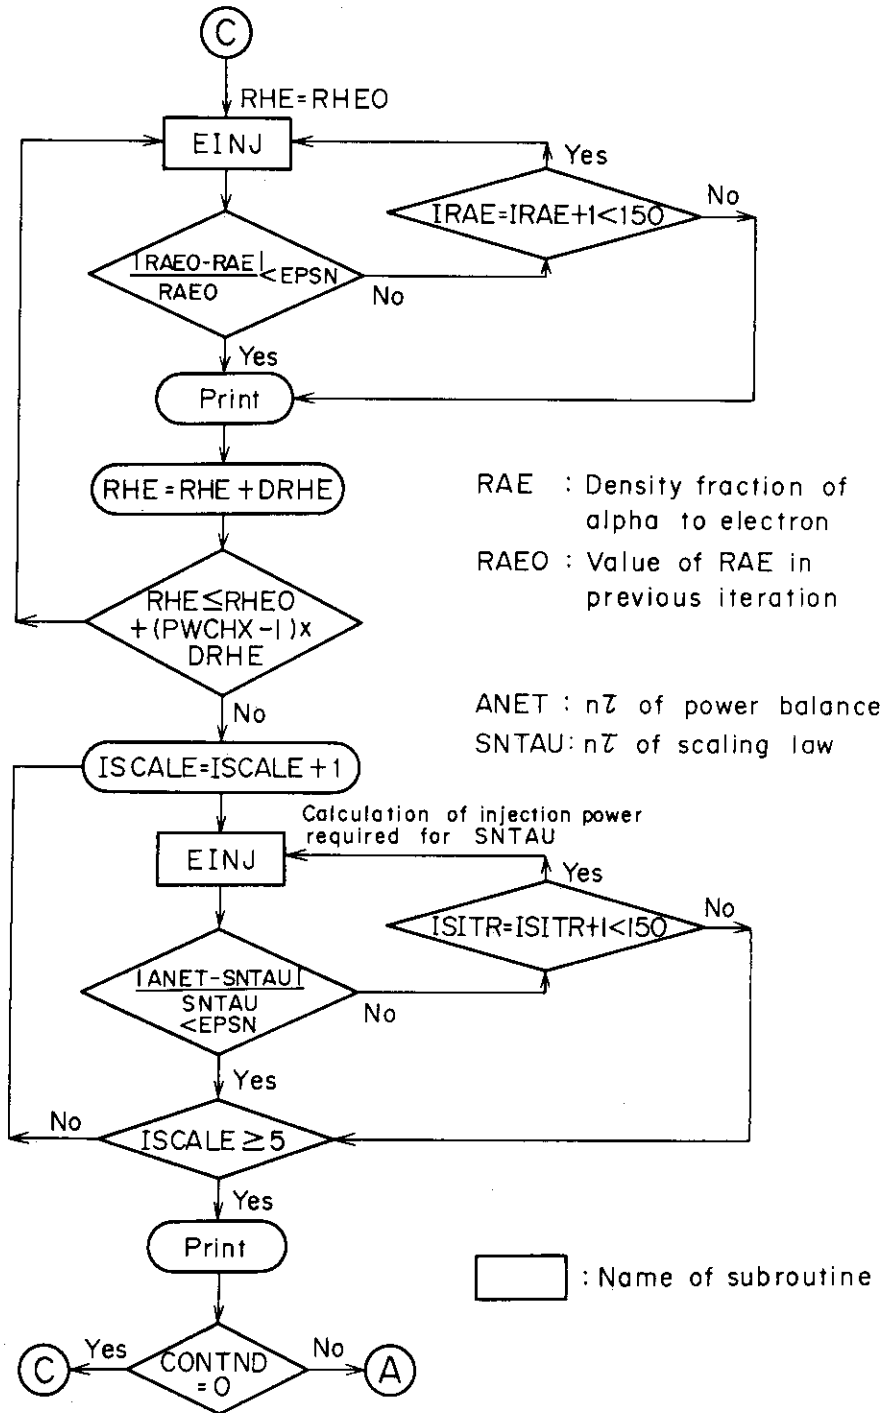 C
RHE=RHEO
EINJ
Yes
IRAE=IRAE+1<150
No
|RAEO-RAE|
RAEO
<EPSN
No
Yes
Print
RHE=RHE+DRHE
RAE : Density fraction of
alpha to electron
RAEO : Value of RAE in
previous iteration
RHE≤RHEO
+(PWCHX-1)x
DRHE
No
ANET : nτ of power balance
SNTAU: nτ of scaling law
ISCALE=ISCALE+1
Calculation of injection power
required for SNTAU
EINJ
Yes
ISITR=ISITR+1<150
No
|ANET-SNTAU|
SNTAU
<EPSN
No
Yes
No
ISCALE≥5
Yes
Print
: Name of subroutine
C
Yes
CONTND
=0
No
A